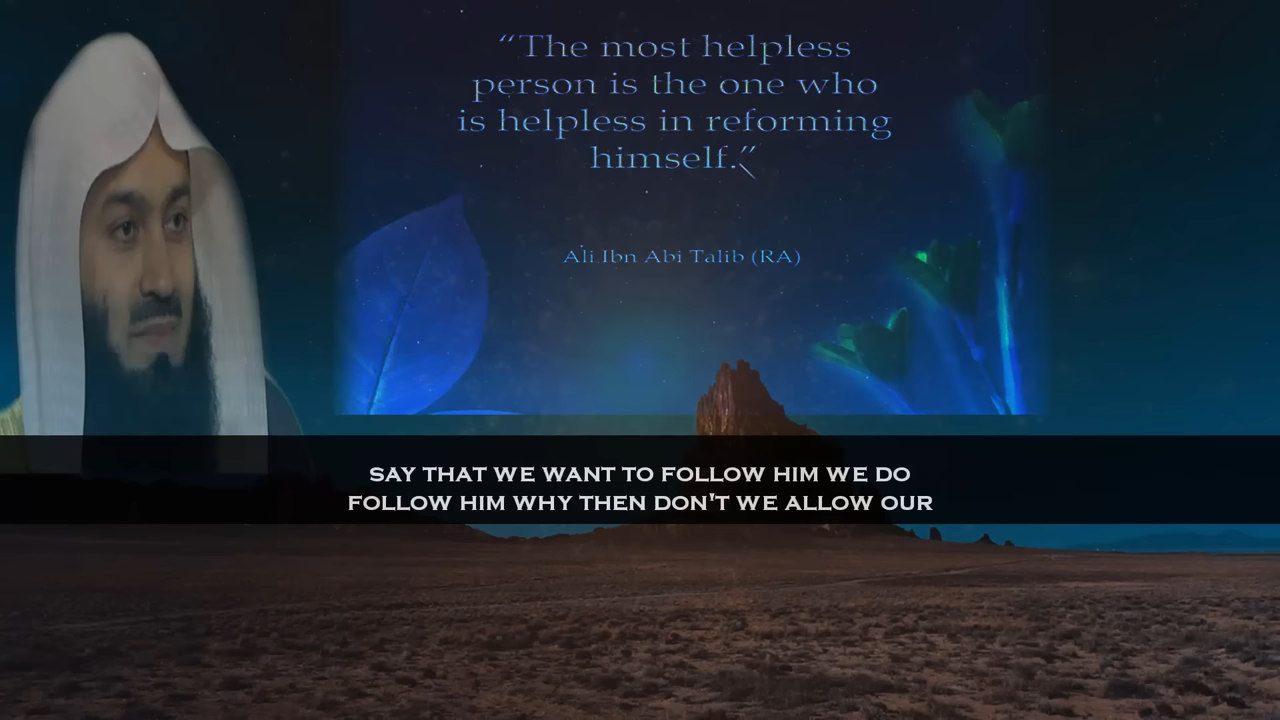 “The most helpless
person is the one who
is helpless in reforming
himself.”
Ali Ibn Abi Talib (RA)
SAY THAT WE WANT TO FOLLOW HIM WE DO
FOLLOW HIM WHY THEN DON'T WE ALLOW OUR